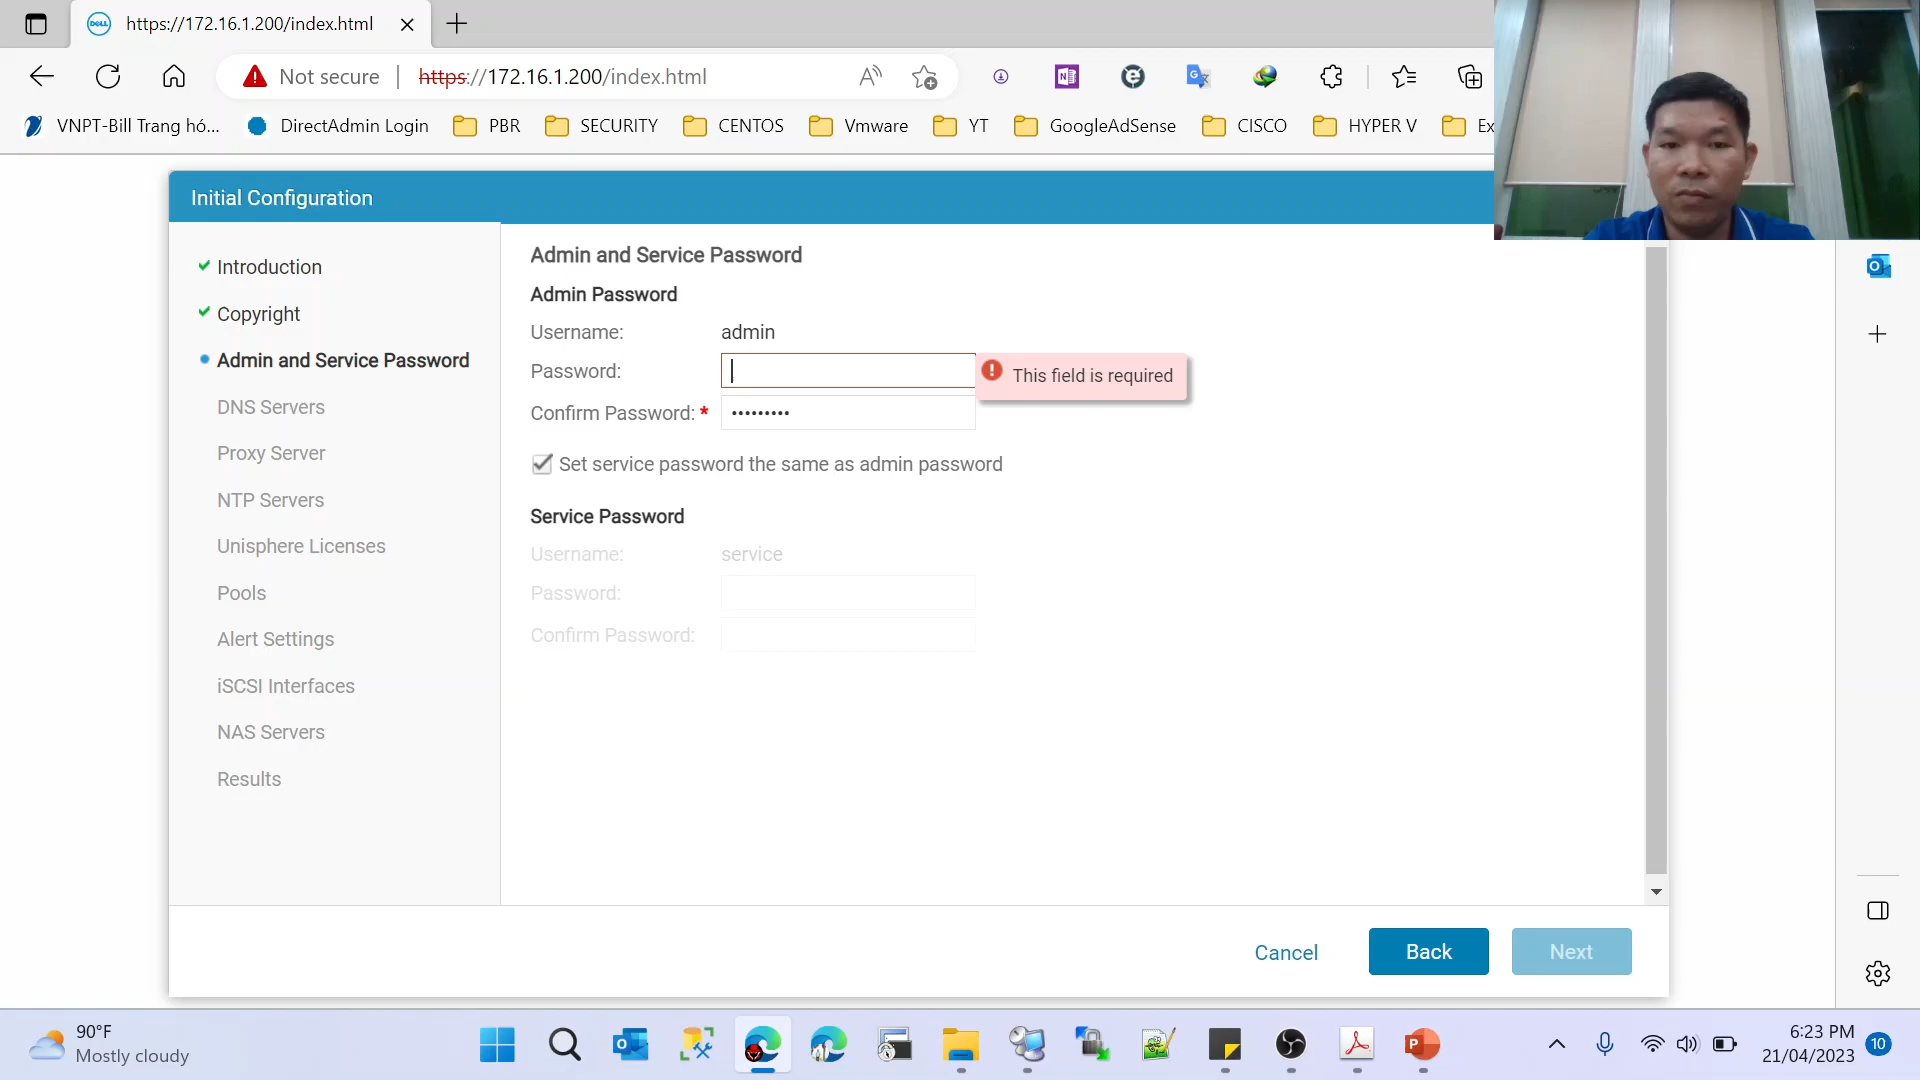 https://172.16.1.200/index.html
Not secure https://172.16.1.200/index.html
VNPT-Bill Trang hó... DirectAdmin Login PBR SECURITY CENTOS Vmware YT GoogleAdSense CISCO HYPER V Ex
Initial Configuration
Introduction
Copyright
Admin and Service Password
DNS Servers
Proxy Server
NTP Servers
Unisphere Licenses
Pools
Alert Settings
iSCSI Interfaces
NAS Servers
Results
Admin and Service Password
Admin Password
Username: admin
Password:
This field is required
Confirm Password: * •••••••••
Set service password the same as admin password
Service Password
Username: service
Password:
Confirm Password:
Cancel Back Next
90°F
Mostly cloudy
6:23 PM
21/04/2023
10